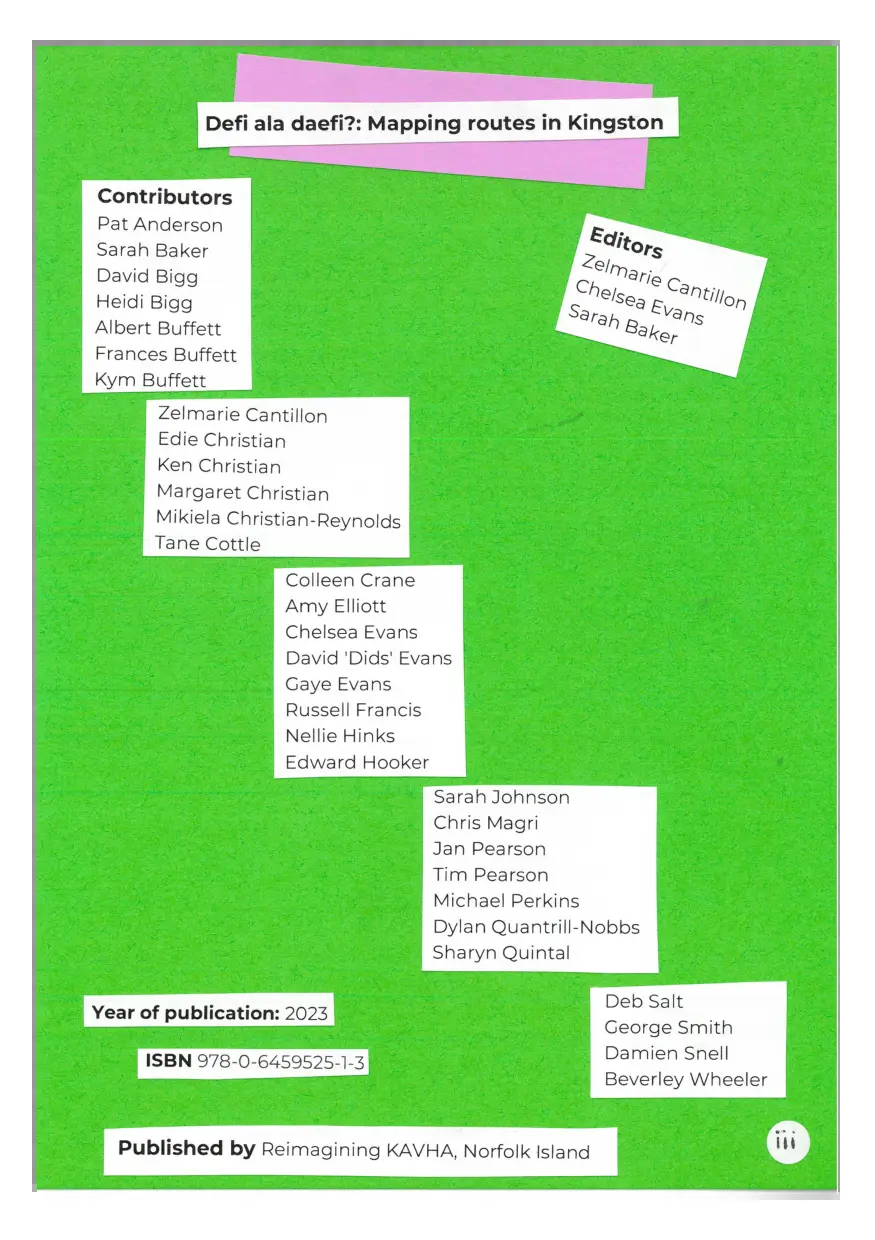 Defi ala daefi?: Mapping routes in Kingston
Contributors
Pat Anderson
Sarah Baker
David Bigg
Heidi Bigg
Albert Buffett
Frances Buffett
Kym Buffett
Zelmarie Cantillon
Edie Christian
Ken Christian
Margaret Christian
Mikiela Christian-Reynolds
Tane Cottle
Colleen Crane
Amy Elliott
Chelsea Evans
David 'Dids' Evans
Gaye Evans
Russell Francis
Nellie Hinks
Edward Hooker
Sarah Johnson
Chris Magri
Jan Pearson
Tim Pearson
Michael Perkins
Dylan Quantrill-Nobbs
Sharyn Quintal
Deb Salt
George Smith
Damien Snell
Beverley Wheeler
Editors
Zelmarie Cantillon
Chelsea Evans
Sarah Baker
Year of publication: 2023
ISBN 978-0-6459525-1-3
Published by Reimagining KAVHA, Norfolk Island
iii